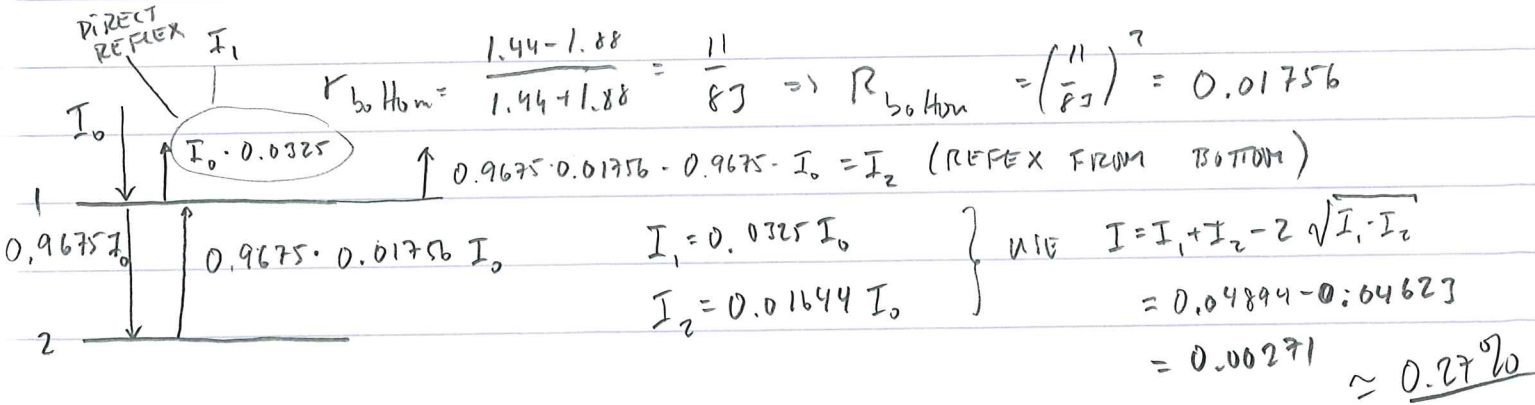 DIRECT
REFLEX I₁
r_bottom = (1.44-1.88)/(1.44+1.88) = 11/83 => R_bottom = (11/83)² = 0.01756
I₀
I₀·0.0325
0.9675·0.01756·0.9675·I₀ = I₂ (REFEX FROM BOTTOM)
1
0,9675I₀
0.9675·0.01756 I₀
I₁ = 0.0325 I₀
I₂ = 0.01644 I₀
} USE I = I₁+I₂-2√(I₁·I₂)
= 0.04894-0.04623
= 0.00271 ≈ 0.27%
2